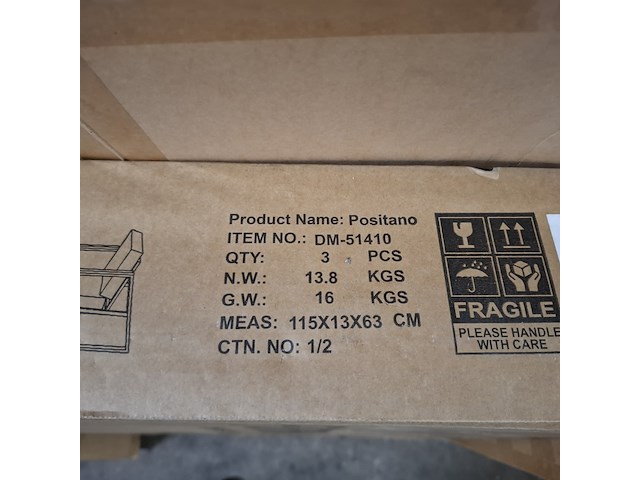 Product Name: Positano
ITEM NO.: DM-51410
QTY: 3 PCS
N.W.: 13.8 KGS
G.W.: 16 KGS
MEAS: 115X13X63 CM
CTN. NO: 1/2
FRAGILE
PLEASE HANDLE
WITH CARE